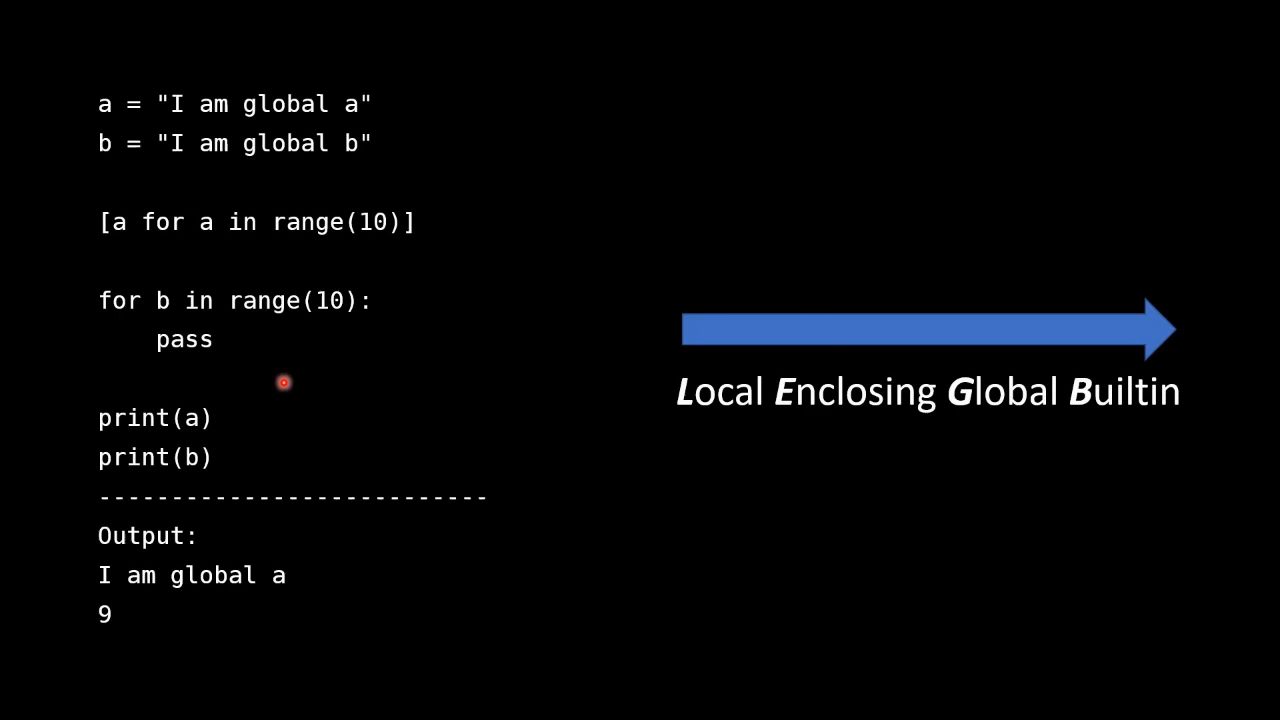 a = "I am global a"
b = "I am global b"
[a for a in range(10)]
for b in range(10):
    pass
print(a)
print(b)
---------------------------
Output:
I am global a
9
Local Enclosing Global Builtin